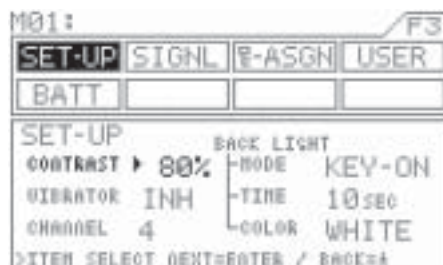 M01:
F3
SET-UP SIGNL E-ASGN USER
BATT
SET-UP
BACK LIGHT
CONTRAST ▶ 80% MODE KEY-ON
VIBRATOR INH TIME 10SEC
CHANNEL 4 COLOR WHITE
>ITEM SELECT NEXT=ENTER / BACK=